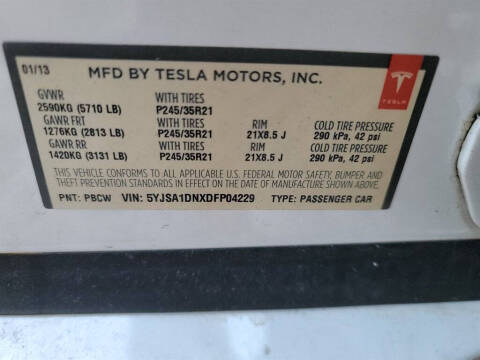 01/13 MFD BY TESLA MOTORS, INC.
TESLA
GVWR WITH TIRES
2590KG (5710 LB) P245/35R21
GAWR FRT WITH TIRES RIM COLD TIRE PRESSURE
1276KG (2813 LB) P245/35R21 21X8.5 J 290 kPa, 42 psi
GAWR RR WITH TIRES RIM COLD TIRE PRESSURE
1420KG (3131 LB) P245/35R21 21X8.5 J 290 kPa, 42 psi
THIS VEHICLE CONFORMS TO ALL APPLICABLE U.S. FEDERAL MOTOR SAFETY, BUMPER AND
THEFT PREVENTION STANDARDS IN EFFECT ON THE DATE OF MANUFACTURE SHOWN ABOVE.
PNT: PBCW VIN: 5YJSA1DNXDFP04229 TYPE: PASSENGER CAR